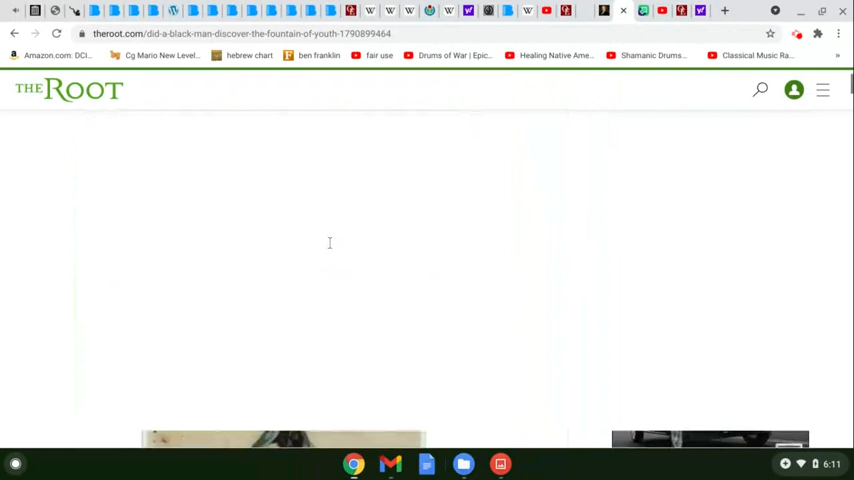 theroot.com/did-a-black-man-discover-the-fountain-of-youth-1790899464
Amazon.com: DCI...
Cg Mario New Level...
hebrew chart
ben franklin
fair use
Drums of War | Epic...
Healing Native Ame...
Shamanic Drums...
Classical Music Ra...
»
THE ROOT
6:11